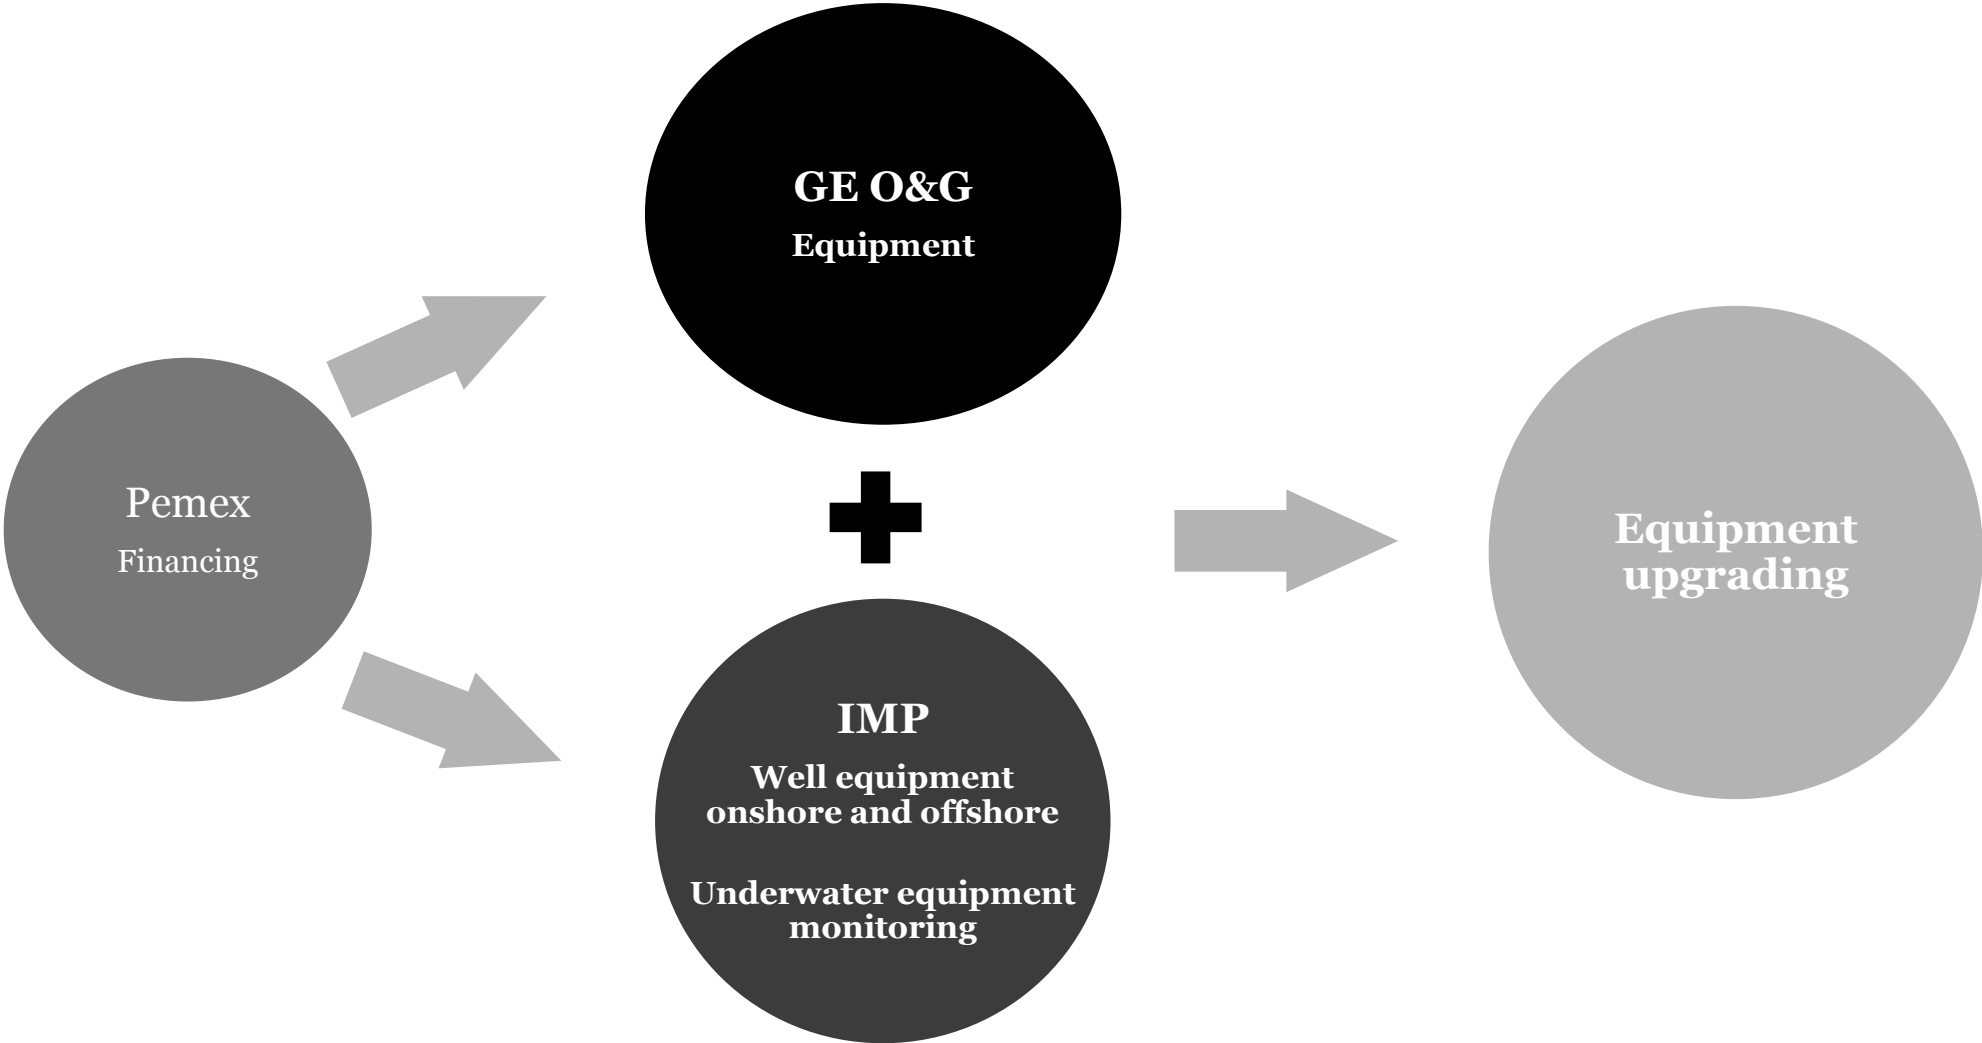 Pemex
Financing
GE O&G
Equipment
IMP
Well equipment
onshore and offshore
Underwater equipment
monitoring
Equipment
upgrading